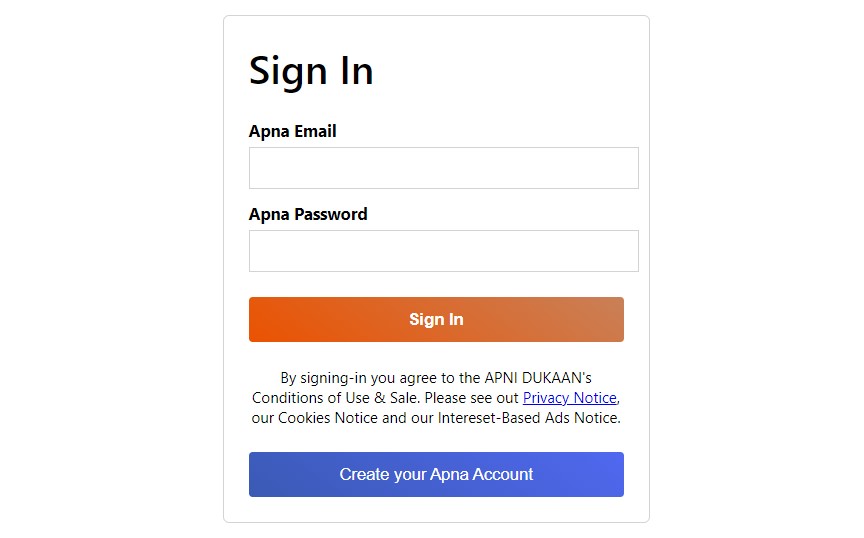 Sign In
Apna Email
Apna Password
Sign In
By signing-in you agree to the APNI DUKAAN's
Conditions of Use & Sale. Please see out Privacy Notice,
our Cookies Notice and our Intereset-Based Ads Notice.
Create your Apna Account